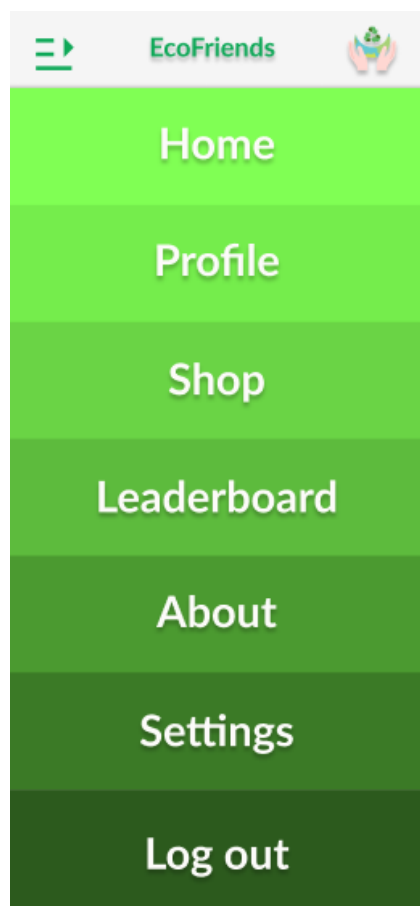 EcoFriends
Home
Profile
Shop
Leaderboard
About
Settings
Log out